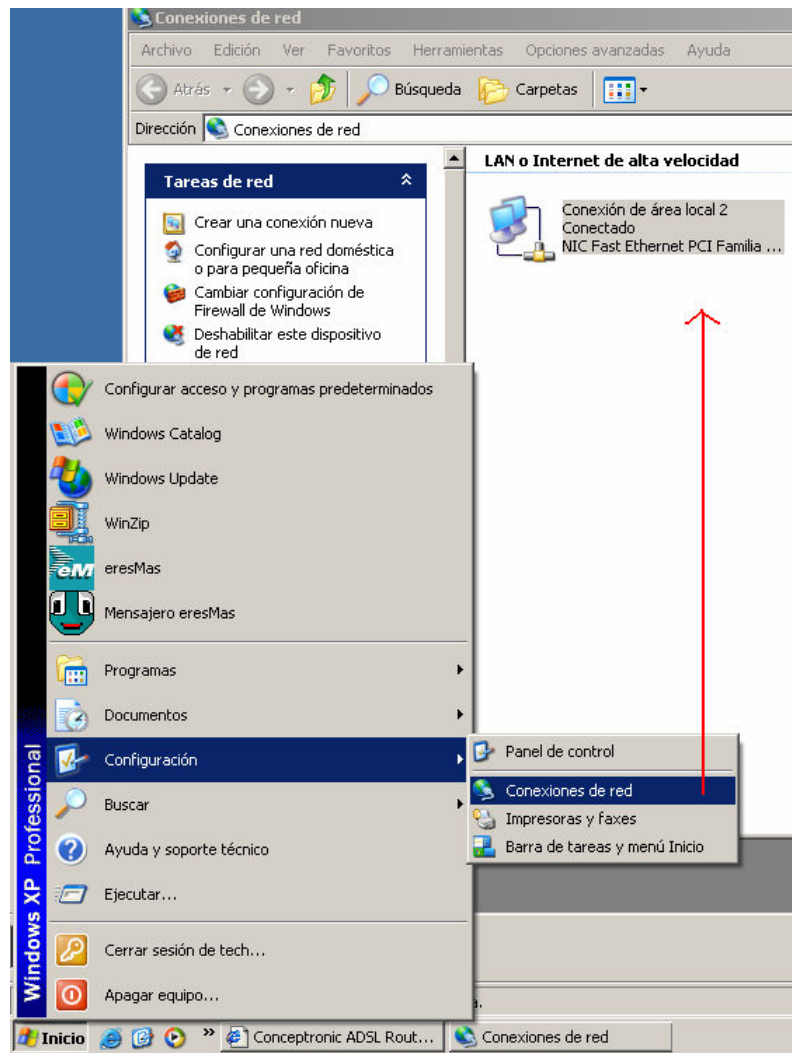 Conexiones de red
Archivo Edición Ver Favoritos Herramientas Opciones avanzadas Ayuda
Atrás Búsqueda Carpetas
Dirección Conexiones de red
Tareas de red
Crear una conexión nueva
Configurar una red doméstica
o para pequeña oficina
Cambiar configuración de
Firewall de Windows
Deshabilitar este dispositivo
de red
LAN o Internet de alta velocidad
Conexión de área local 2
Conectado
NIC Fast Ethernet PCI Familia ...
Configurar acceso y programas predeterminados
Windows Catalog
Windows Update
WinZip
eM eresMas
Mensajero eresMas
Programas
Documentos
Configuración
Buscar
Ayuda y soporte técnico
Ejecutar...
Cerrar sesión de tech...
Apagar equipo...
Windows XP Professional
Panel de control
Conexiones de red
Impresoras y faxes
Barra de tareas y menú Inicio
Inicio » Conceptronic ADSL Rout... Conexiones de red